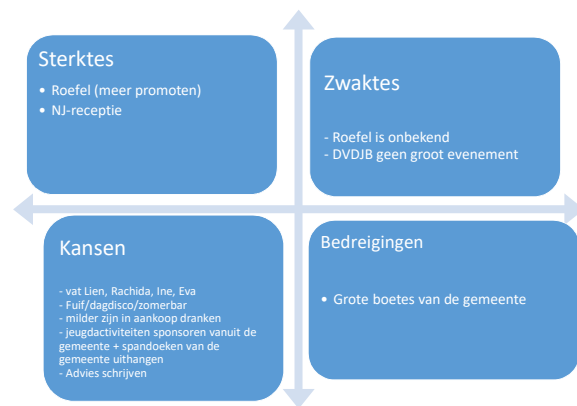 Sterktes
• Roefel (meer promoten)
• NJ-receptie
Zwaktes
- Roefel is onbekend
- DVDJB geen groot evenement
Kansen
- vat Lien, Rachida, Ine, Eva
- Fuif/dagdisco/zomerbar
- milder zijn in aankoop dranken
- jeugdactiviteiten sponsoren vanuit de
gemeente + spandoeken van de
gemeente uithangen
- Advies schrijven
Bedreigingen
• Grote boetes van de gemeente